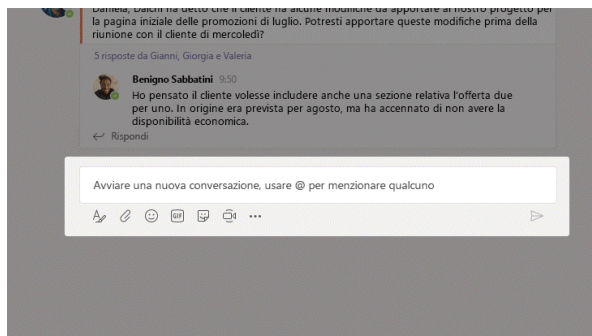 Daniela, Daichi ha detto che il cliente ha alcune modifiche da apportare al nostro progetto per
la pagina iniziale delle promozioni di luglio. Potresti apportare queste modifiche prima della
riunione con il cliente di mercoledì?
5 risposte da Gianni, Giorgia e Valeria
Benigno Sabbatini 9:50
Ho pensato il cliente volesse includere anche una sezione relativa l'offerta due
per uno. In origine era prevista per agosto, ma ha accennato di non avere la
disponibilità economica.
Rispondi
Avviare una nuova conversazione, usare @ per menzionare qualcuno
GIF